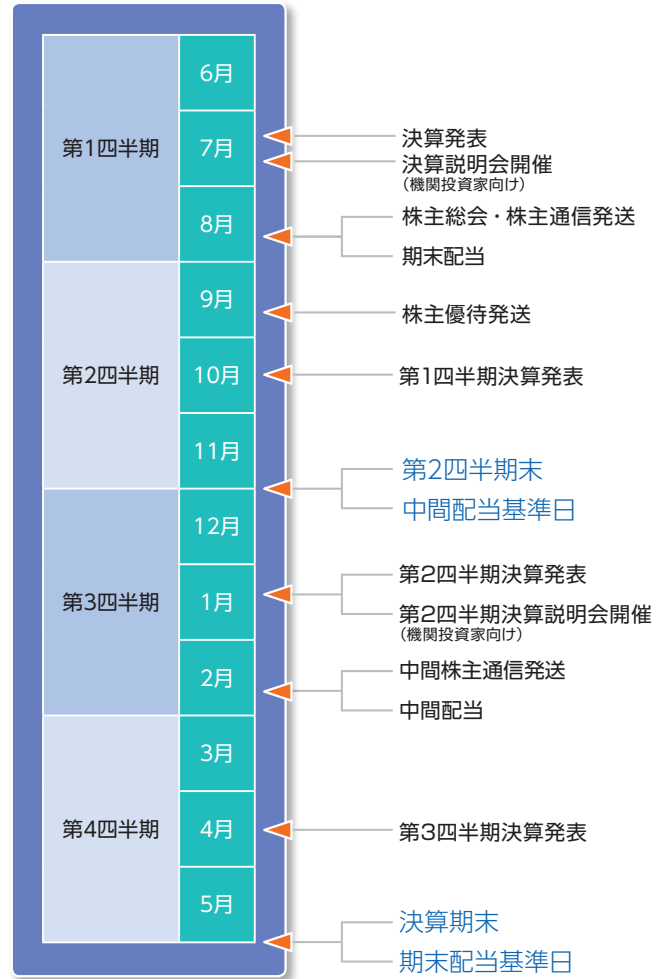 第1四半期
6月
7月
8月
決算発表
決算説明会開催
(機関投資家向け)
株主総会・株主通信発送
期末配当
第2四半期
9月
10月
11月
株主優待発送
第1四半期決算発表
第2四半期末
中間配当基準日
第3四半期
12月
1月
2月
第2四半期決算発表
第2四半期決算説明会開催
(機関投資家向け)
中間株主通信発送
中間配当
第4四半期
3月
4月
5月
第3四半期決算発表
決算期末
期末配当基準日